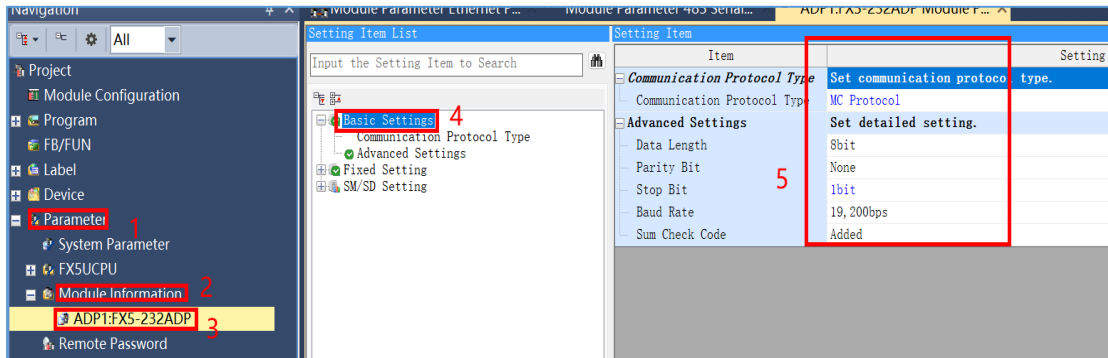 Navigation
Module Parameter Ethernet P...
Module Parameter 485 Serial...
ADP1:FX5-232ADP Module P...
All
Project
Module Configuration
Program
FB/FUN
Label
Device
Parameter 1
System Parameter
FX5UCPU
Module Information 2
ADP1:FX5-232ADP 3
Remote Password
Setting Item List
Input the Setting Item to Search
Basic Settings 4
Communication Protocol Type
Advanced Settings
Fixed Setting
SM/SD Setting
Setting Item
Item Setting
Communication Protocol Type Set communication protocol type.
Communication Protocol Type MC Protocol
Advanced Settings Set detailed setting.
Data Length 8bit
Parity Bit None
5
Stop Bit 1bit
Baud Rate 19,200bps
Sum Check Code Added